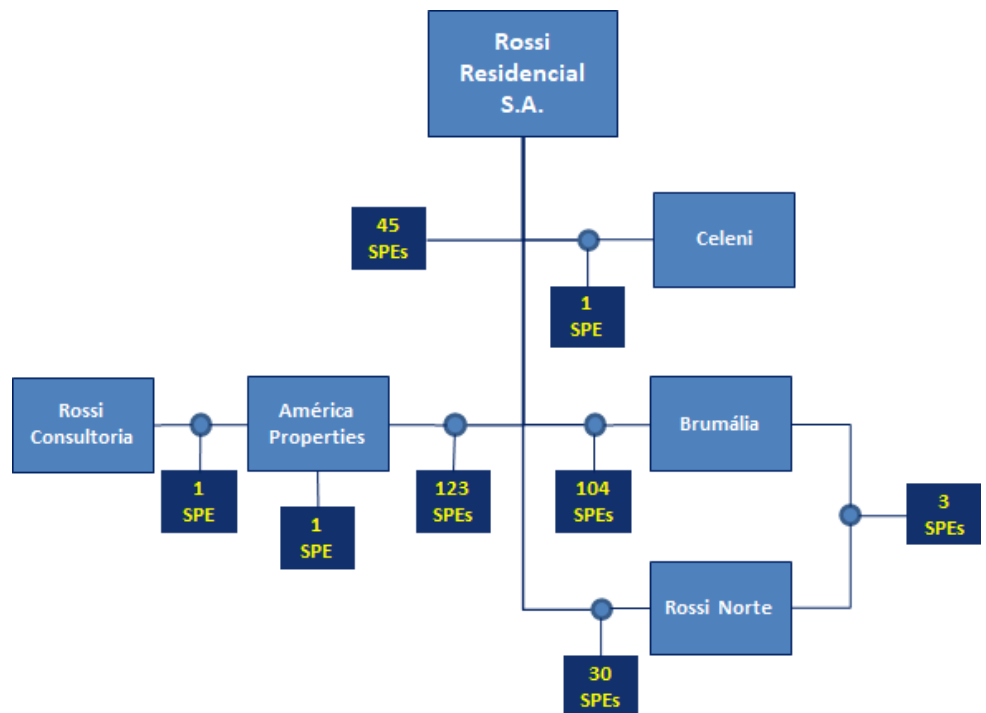 Rossi
Residencial
S.A.
45
SPEs
Celeni
1
SPE
Rossi
Consultoria
América
Properties
Brumália
1
SPE
1
SPE
123
SPEs
104
SPEs
3
SPEs
Rossi Norte
30
SPEs